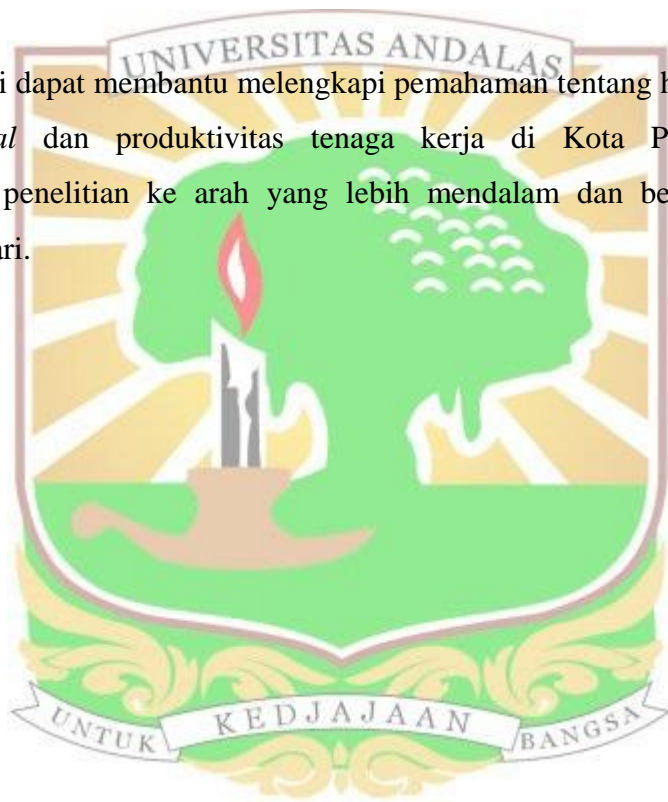 UNIVERSITAS ANDALAS
i dapat membantu melengkapi pemahaman tentang h
al dan produktivitas tenaga kerja di Kota P
penelitian ke arah yang lebih mendalam dan be
ari.
UNTUK KEDJAJAAN BANGSA